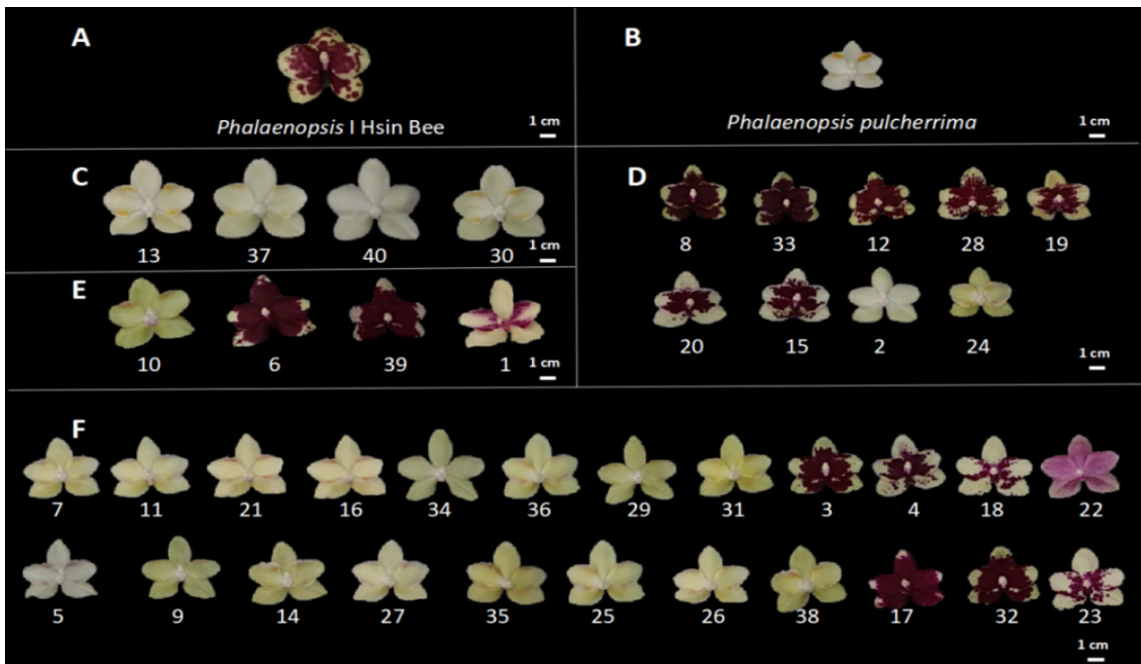 A
Phalaenopsis I Hsin Bee
1 cm
B
Phalaenopsis pulcherrima
1 cm
C
13 37 40 30
1 cm
D
8 33 12 28 19
20 15 2 24
1 cm
E
10 6 39 1
1 cm
F
7 11 21 16 34 36 29 31 3 4 18 22
5 9 14 27 35 25 26 38 17 32 23
1 cm